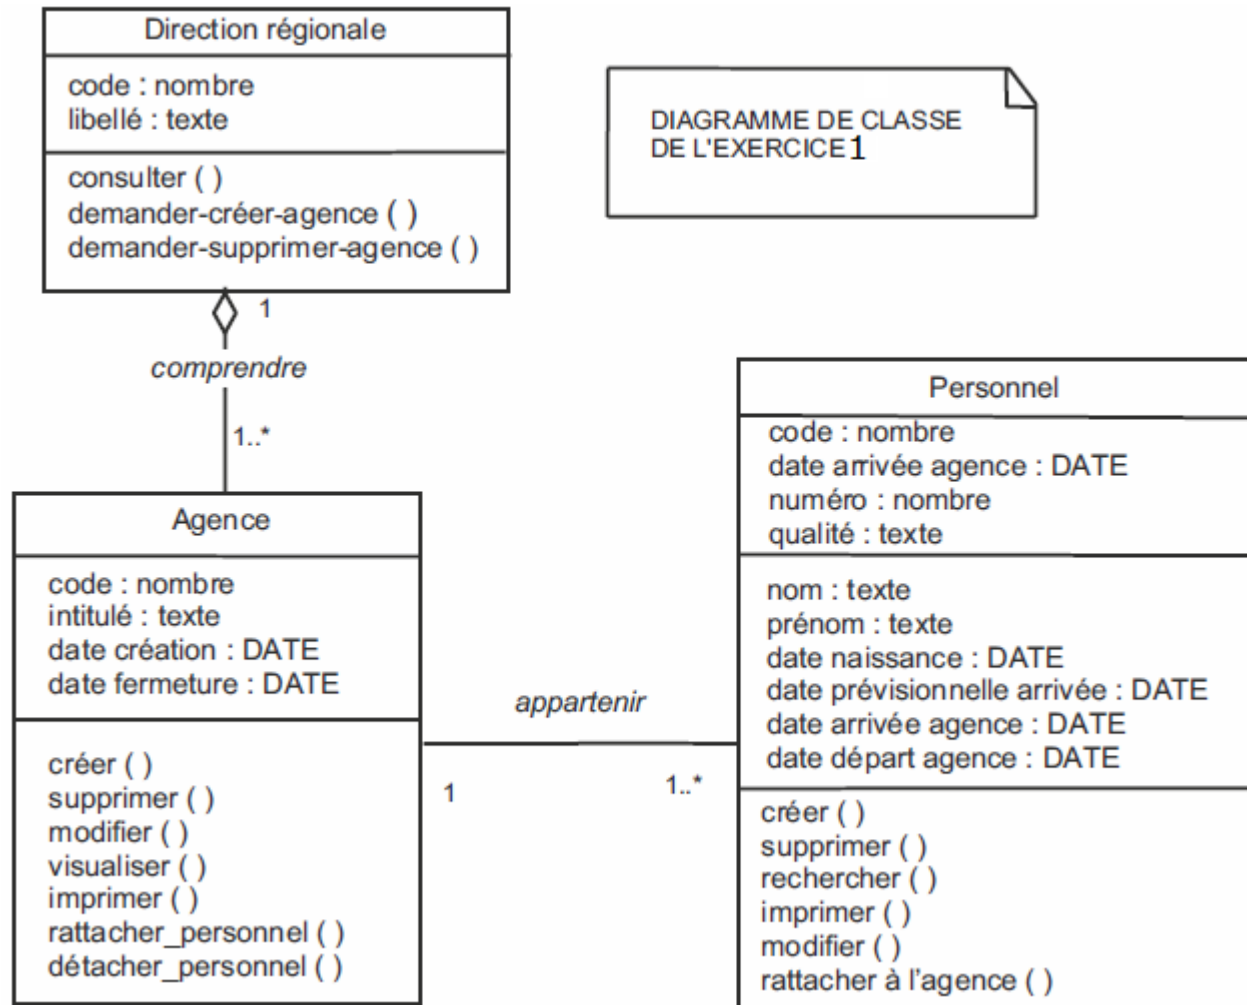 Direction régionale
code : nombre
libellé : texte
consulter ( )
demander-créer-agence ( )
demander-supprimer-agence ( )
DIAGRAMME DE CLASSE
DE L'EXERCICE 1
1
comprendre
1..*
Agence
code : nombre
intitulé : texte
date création : DATE
date fermeture : DATE
créer ( )
supprimer ( )
modifier ( )
visualiser ( )
imprimer ( )
rattacher_personnel ( )
détacher_personnel ( )
appartenir
1
1..*
Personnel
code : nombre
date arrivée agence : DATE
numéro : nombre
qualité : texte
nom : texte
prénom : texte
date naissance : DATE
date prévisionnelle arrivée : DATE
date arrivée agence : DATE
date départ agence : DATE
créer ( )
supprimer ( )
rechercher ( )
imprimer ( )
modifier ( )
rattacher à l'agence ( )